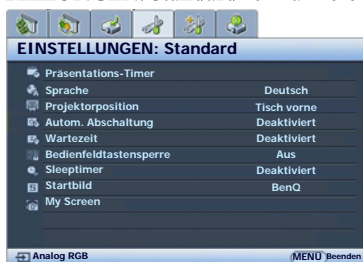 EINSTELLUNGEN: Standard
Präsentations-Timer
Sprache Deutsch
Projektorposition Tisch vorne
Autom. Abschaltung Deaktiviert
Wartezeit Deaktiviert
Bedienfeldtastensperre Aus
Sleeptimer Deaktiviert
Startbild BenQ
My Screen
Analog RGB MENÜ Beenden